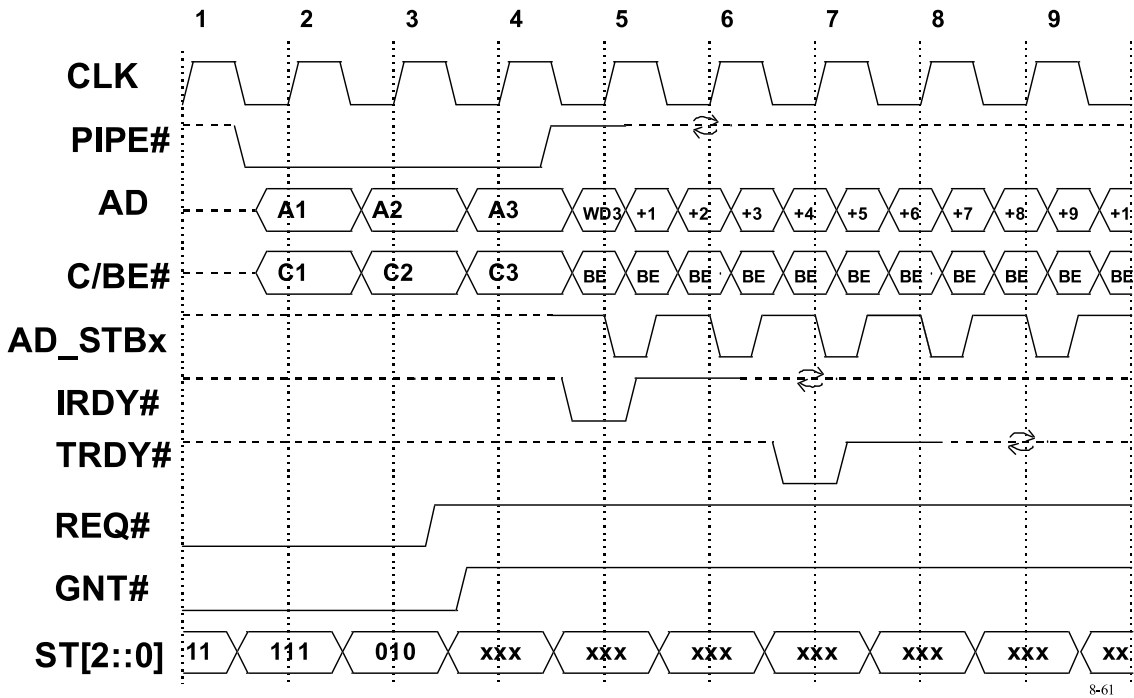 1 2 3 4 5 6 7 8 9
CLK
PIPE#
AD A1 A2 A3 WD3 +1 +2 +3 +4 +5 +6 +7 +8 +9 +1
C/BE# C1 C2 C3 BE BE BE BE BE BE BE BE BE BE BE
AD_STBx
IRDY#
TRDY#
REQ#
GNT#
ST[2::0] 11 111 010 xxx xxx xxx xxx xxx xxx xx
8-61